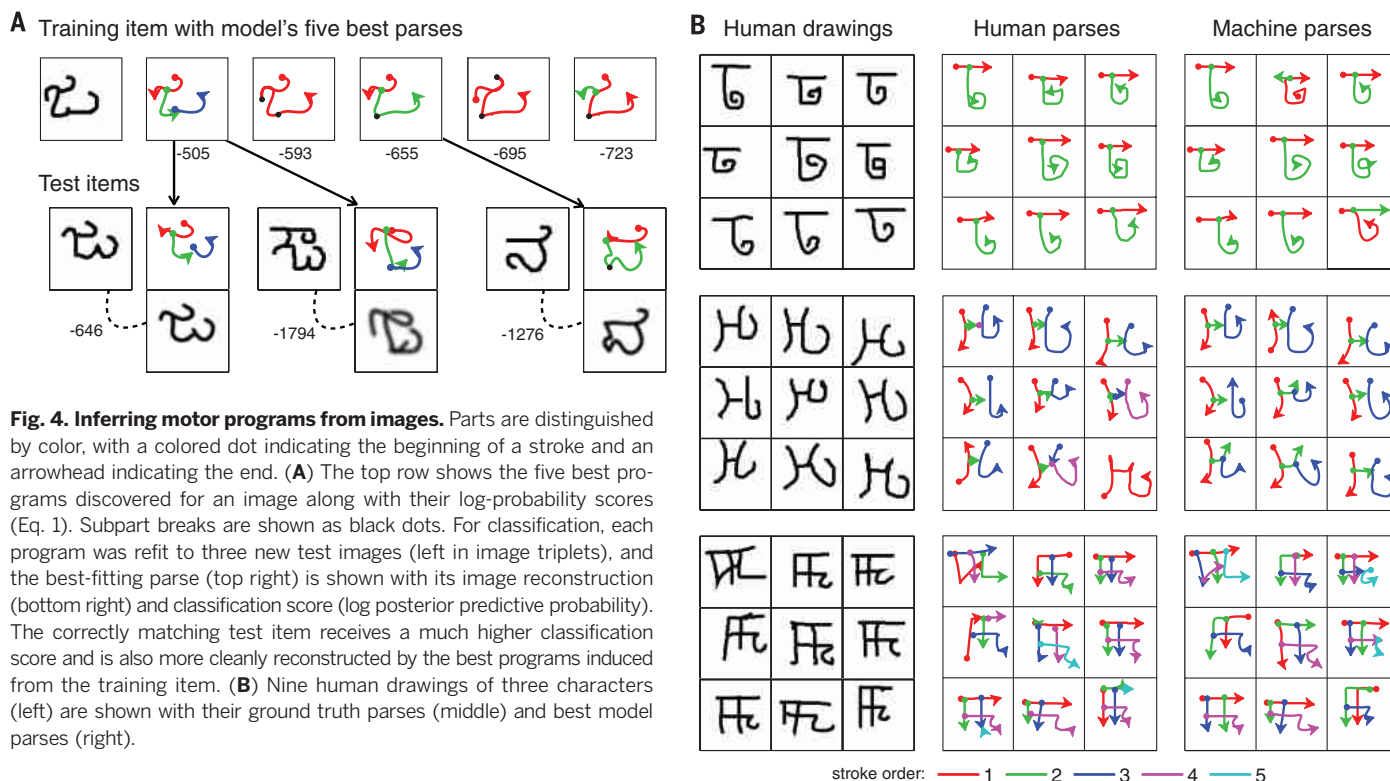 A Training item with model's five best parses
-505
-593
-655
-695
-723
Test items
-646
-1794
-1276
Fig. 4. Inferring motor programs from images. Parts are distinguished
by color, with a colored dot indicating the beginning of a stroke and an
arrowhead indicating the end. (A) The top row shows the five best pro-
grams discovered for an image along with their log-probability scores
(Eq. 1). Subpart breaks are shown as black dots. For classification, each
program was refit to three new test images (left in image triplets), and
the best-fitting parse (top right) is shown with its image reconstruction
(bottom right) and classification score (log posterior predictive probability).
The correctly matching test item receives a much higher classification
score and is also more cleanly reconstructed by the best programs induced
from the training item. (B) Nine human drawings of three characters
(left) are shown with their ground truth parses (middle) and best model
parses (right).
B Human drawings Human parses Machine parses
stroke order: 1 2 3 4 5